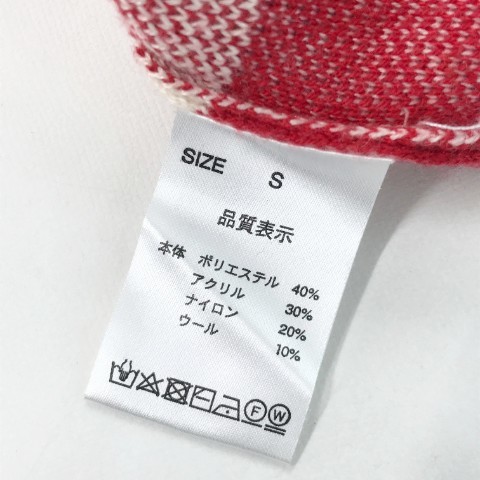 SIZE S
品質表示
本体 ポリエステル 40%
アクリル 30%
ナイロン 20%
ウール 10%
F W